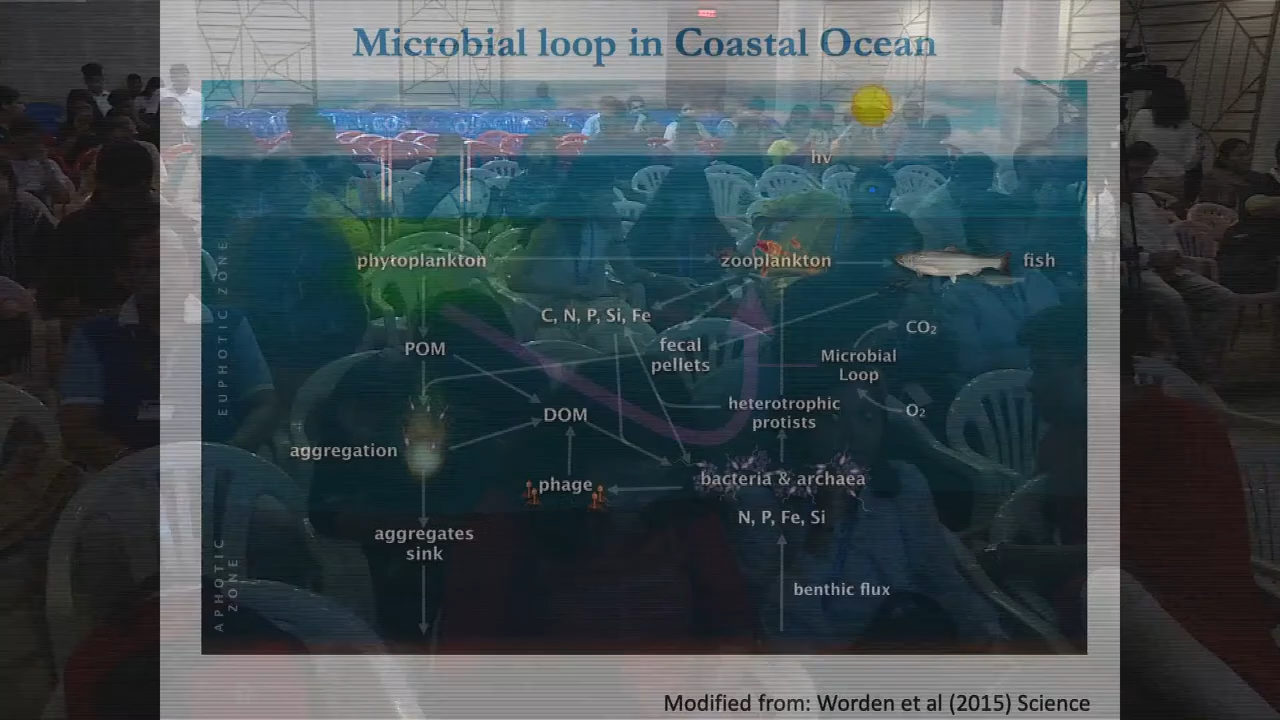 Microbial loop in Coastal Ocean
hv
EUPHOTIC ZONE
phytoplankton
zooplankton
fish
C, N, P, Si, Fe
POM
fecal
pellets
CO₂
Microbial
Loop
heterotrophic
protists
O₂
DOM
aggregation
phage
bacteria & archaea
N, P, Fe, Si
aggregates
sink
APHOTIC
ZONE
benthic flux
Modified from: Worden et al (2015) Science